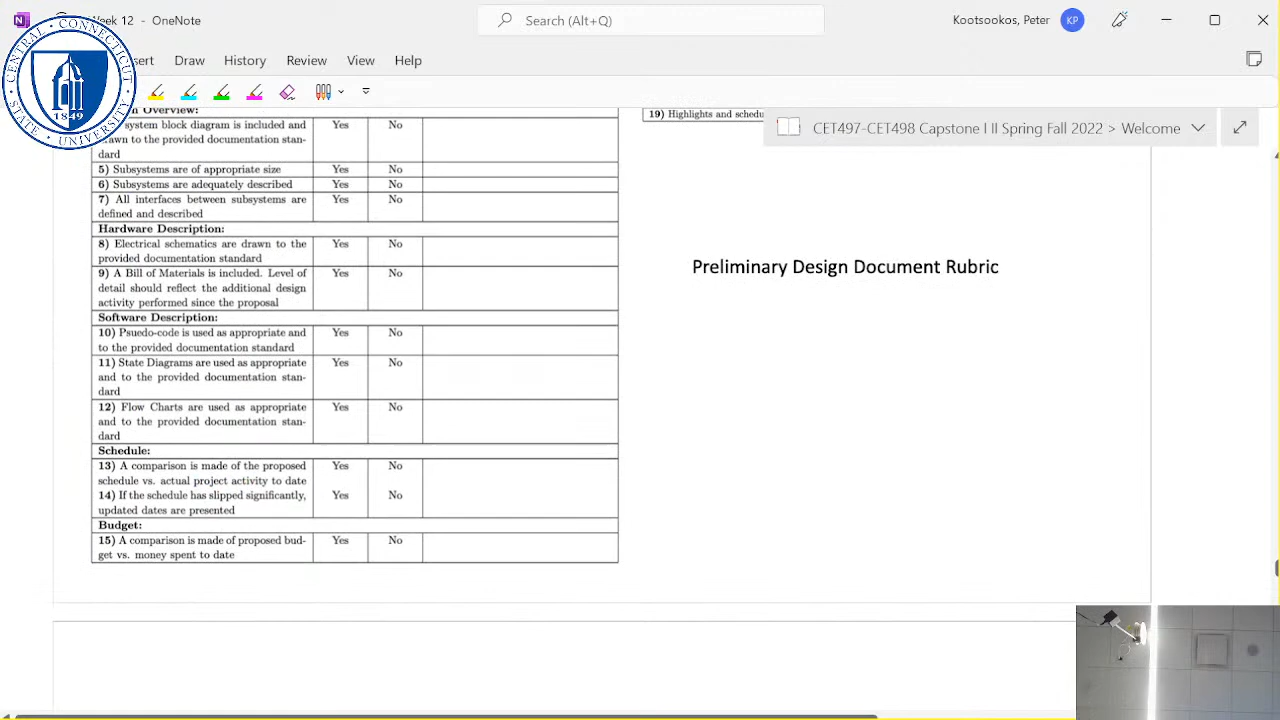 Week 12 - OneNote
Search (Alt+Q)
Kootsookos, Peter
KP
Draw
History
Review
View
Help
CENTRAL CONNECTICUT
STATE UNIVERSITY
1849
Overview:
system block diagram is included and
drawn to the provided documentation stan-
dard
Yes
No
5) Subsystems are of appropriate size
Yes
No
6) Subsystems are adequately described
Yes
No
7) All interfaces between subsystems are
defined and described
Yes
No
Hardware Description:
8) Electrical schematics are drawn to the
provided documentation standard
Yes
No
9) A Bill of Materials is included. Level of
detail should reflect the additional design
activity performed since the proposal
Yes
No
Software Description:
10) Psuedo-code is used as appropriate and
to the provided documentation standard
Yes
No
11) State Diagrams are used as appropriate
and to the provided documentation stan-
dard
Yes
No
12) Flow Charts are used as appropriate
and to the provided documentation stan-
dard
Yes
No
Schedule:
13) A comparison is made of the proposed
schedule vs. actual project activity to date
Yes
No
14) If the schedule has slipped significantly,
updated dates are presented
Yes
No
Budget:
15) A comparison is made of proposed bud-
get vs. money spent to date
Yes
No
19) Highlights and schedu
CET497-CET498 Capstone I II Spring Fall 2022 > Welcome
Preliminary Design Document Rubric